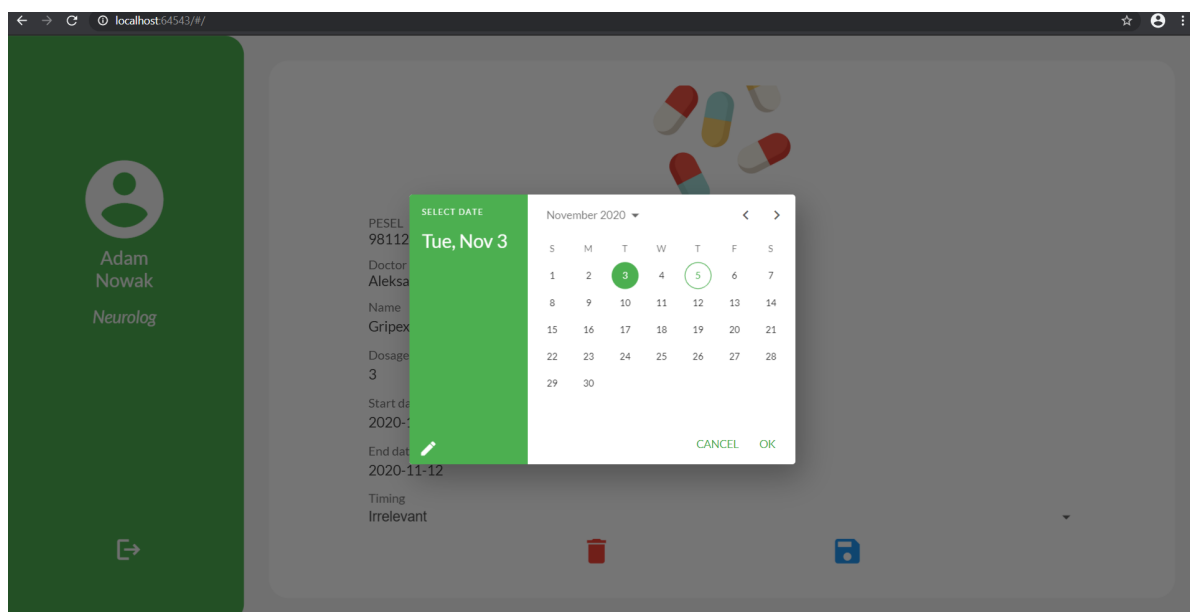 localhost:64543/#/
Adam
Nowak
Neurolog
PESEL
98112
Doctor
Aleksa
Name
Gripex
Dosage
3
Start da
2020-1
End dat
2020-11-12
Timing
Irrelevant
SELECT DATE
Tue, Nov 3
November 2020
S M T W T F S
1 2 3 4 5 6 7
8 9 10 11 12 13 14
15 16 17 18 19 20 21
22 23 24 25 26 27 28
29 30
CANCEL OK